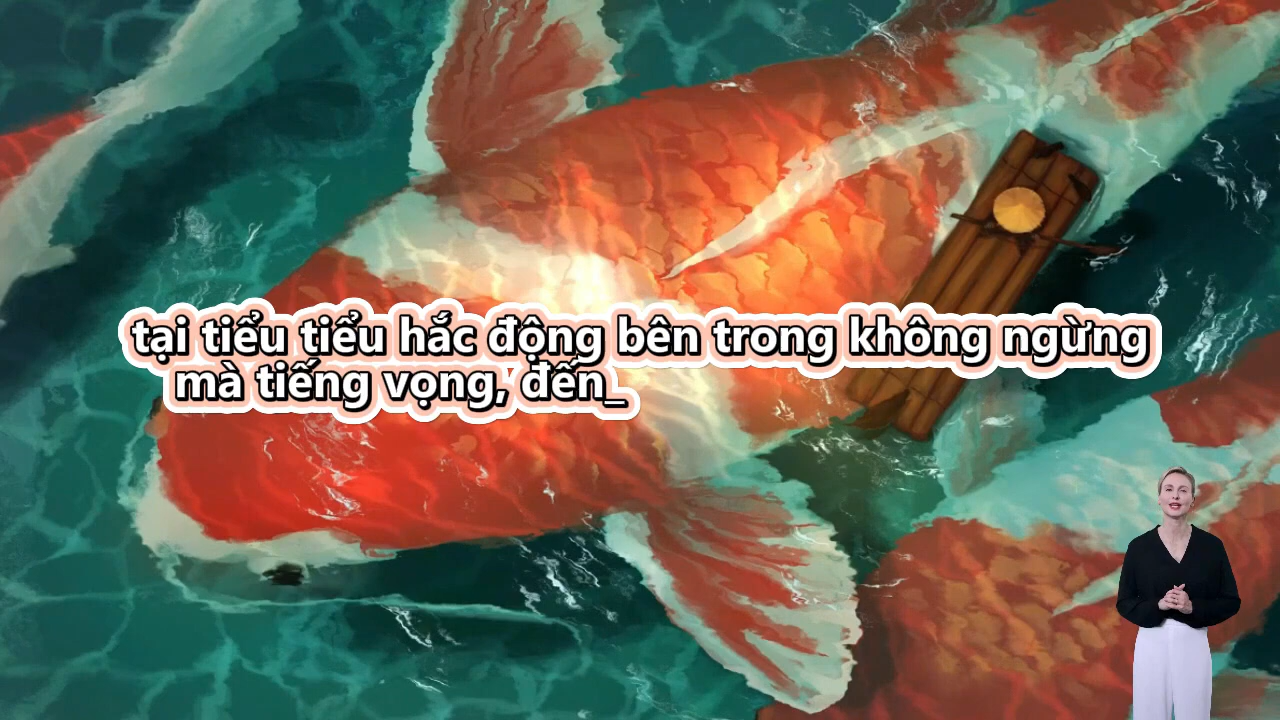 tại tiểu tiểu hắc động bên trong không ngừng
mà tiếng vọng, đến_